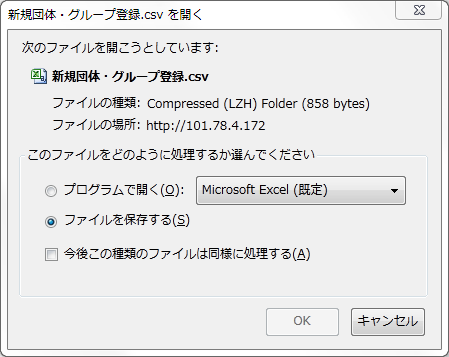 新規団体・グループ登録.csv を開く
次のファイルを開こうとしています:
新規団体・グループ登録.csv
ファイルの種類: Compressed (LZH) Folder (858 bytes)
ファイルの場所: http://101.78.4.172
このファイルをどのように処理するか選んでください
プログラムで開く(O): Microsoft Excel (既定)
ファイルを保存する(S)
今後この種類のファイルは同様に処理する(A)
OK キャンセル